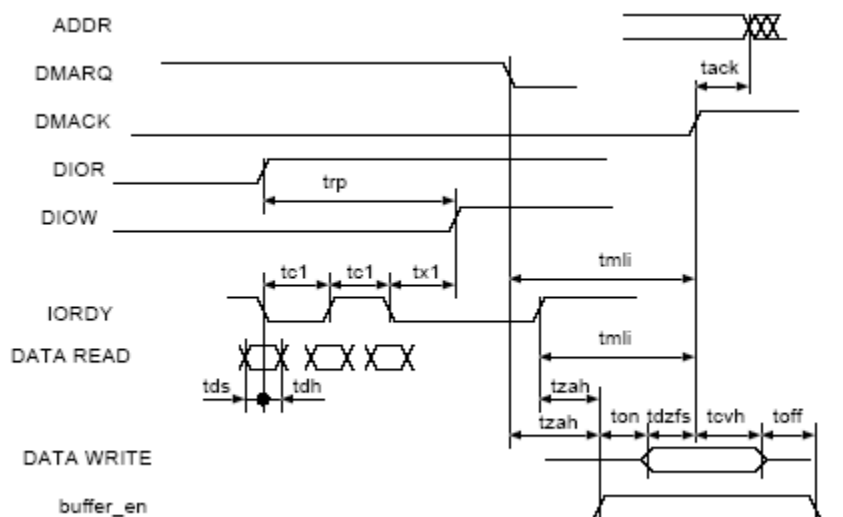 ADDR
DMARQ
tack
DMACK
DIOR
trp
DIOW
tc1 tc1 tx1 tmli
IORDY
DATA READ
tmli
tds tdh tzah
tzah ton tdzfs tcvh toff
DATA WRITE
buffer_en